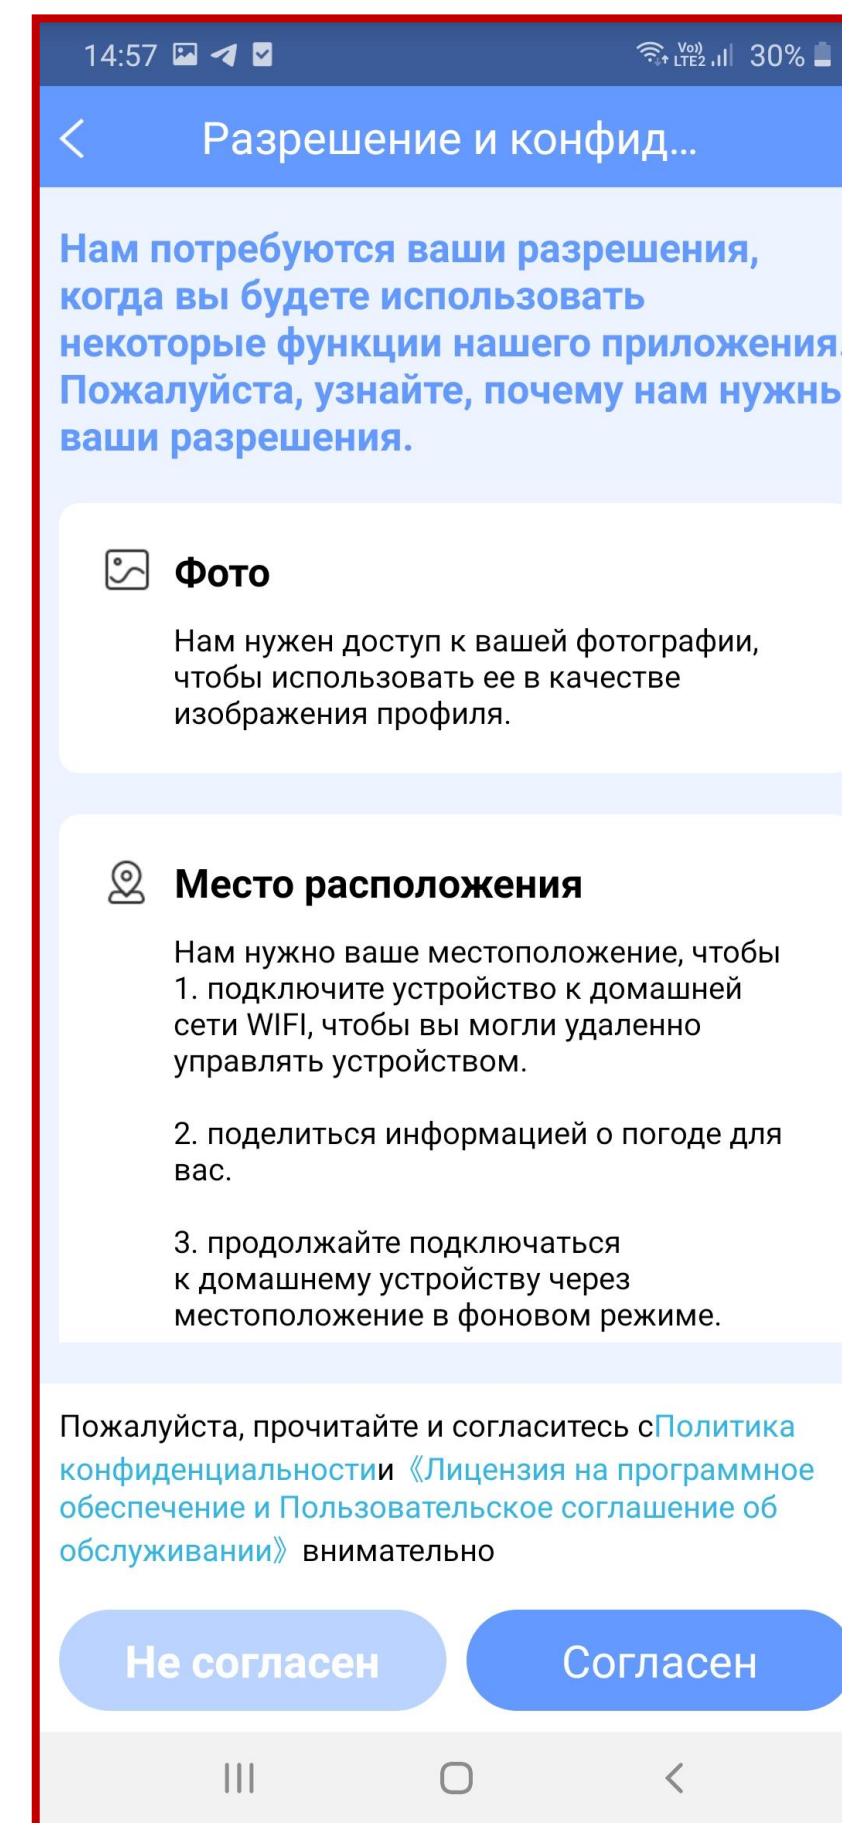 14:57
Vo)) LTE2 30%
Разрешение и конфид...
Нам потребуются ваши разрешения,
когда вы будете использовать
некоторые функции нашего приложения.
Пожалуйста, узнайте, почему нам
ваши разрешения.
Фото
Нам нужен доступ к вашей фотографии,
чтобы использовать ее в качестве
изображения профиля.
Место расположения
Нам нужно ваше местоположение, чтобы
1. подключите устройство к домашней
сети WIFI, чтобы вы могли удаленно
управлять устройством.
2. поделиться информацией о погоде для
вас.
3. продолжайте подключаться
к домашнему устройству через
местоположение в фоновом режиме.
Пожалуйста, прочитайте и согласитесь сПолитика
конфиденциальностии《Лицензия на программное
обеспечение и Пользовательское соглашение об
обслуживании》внимательно
Не согласен
Согласен